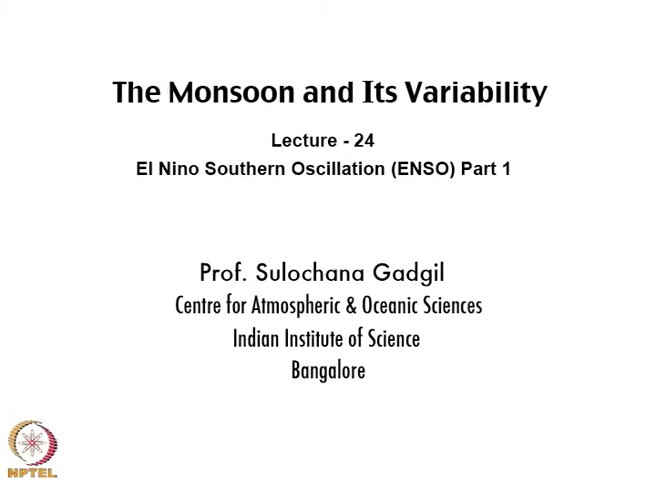 The Monsoon and Its Variability
Lecture - 24
El Nino Southern Oscillation (ENSO) Part 1
Prof. Sulochana Gadgil
Centre for Atmospheric & Oceanic Sciences
Indian Institute of Science
Bangalore
NPTEL